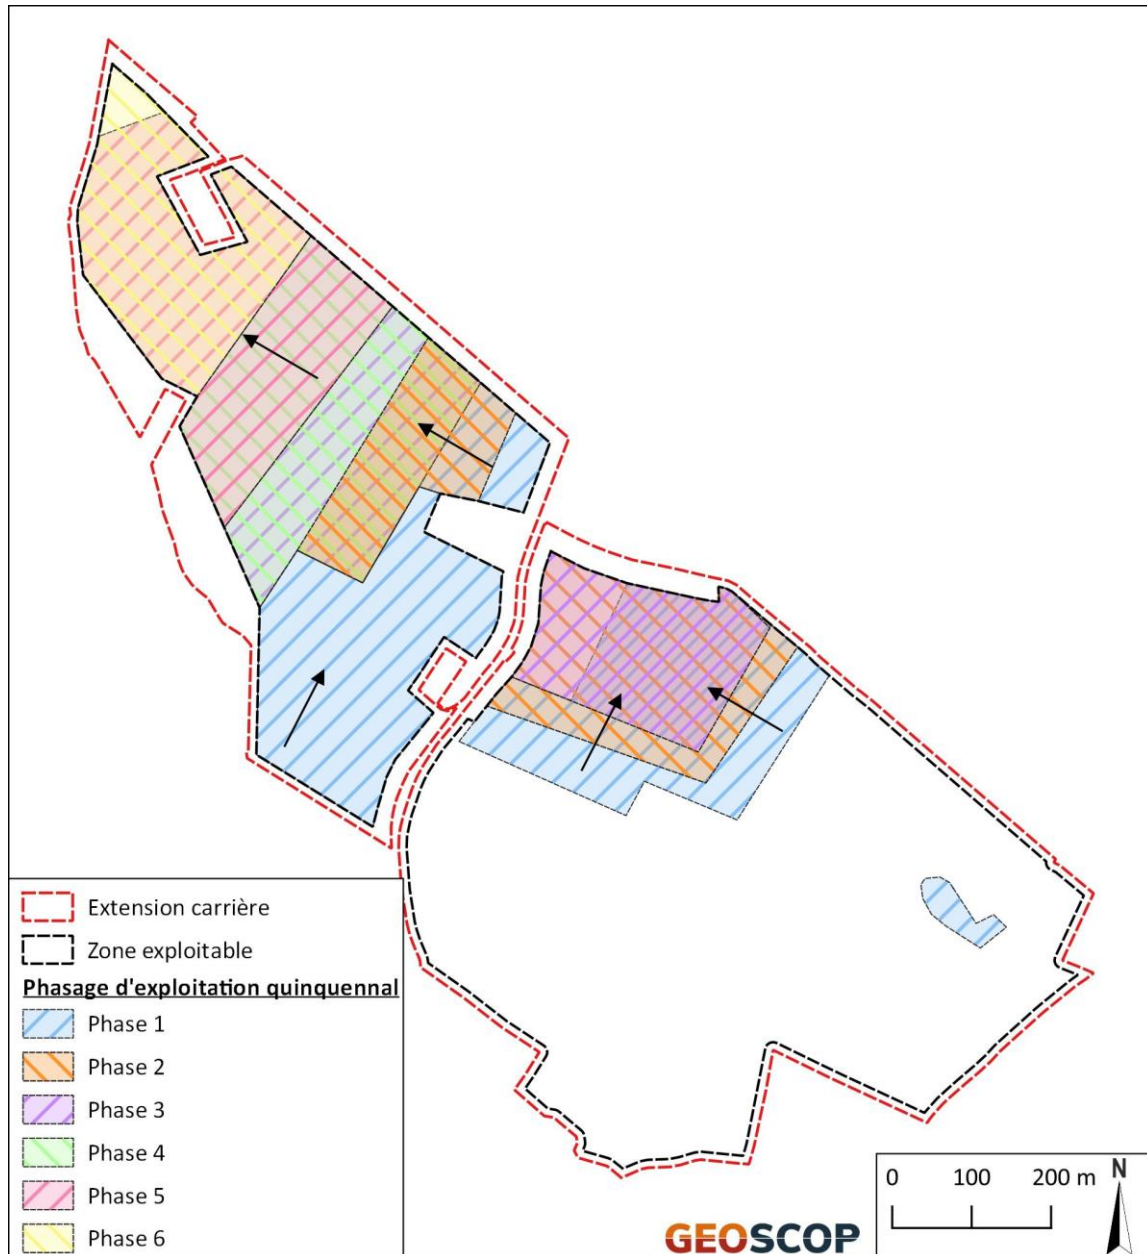 Extension carrière
Zone exploitable
Phasage d'exploitation quinquennal
Phase 1
Phase 2
Phase 3
Phase 4
Phase 5
Phase 6
0 100 200 m
N
GEOSCOP